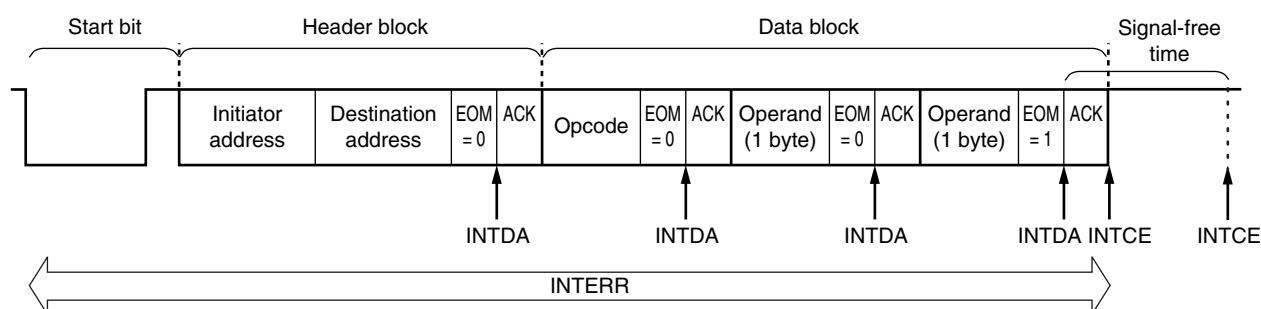 Start bit
Header block
Data block
Signal-free
time
Initiator
address
Destination
address
EOM
= 0
ACK
Opcode
EOM
= 0
ACK
Operand
(1 byte)
EOM
= 0
ACK
Operand
(1 byte)
EOM
= 1
ACK
INTDA
INTDA
INTDA
INTDA
INTCE
INTCE
INTERR